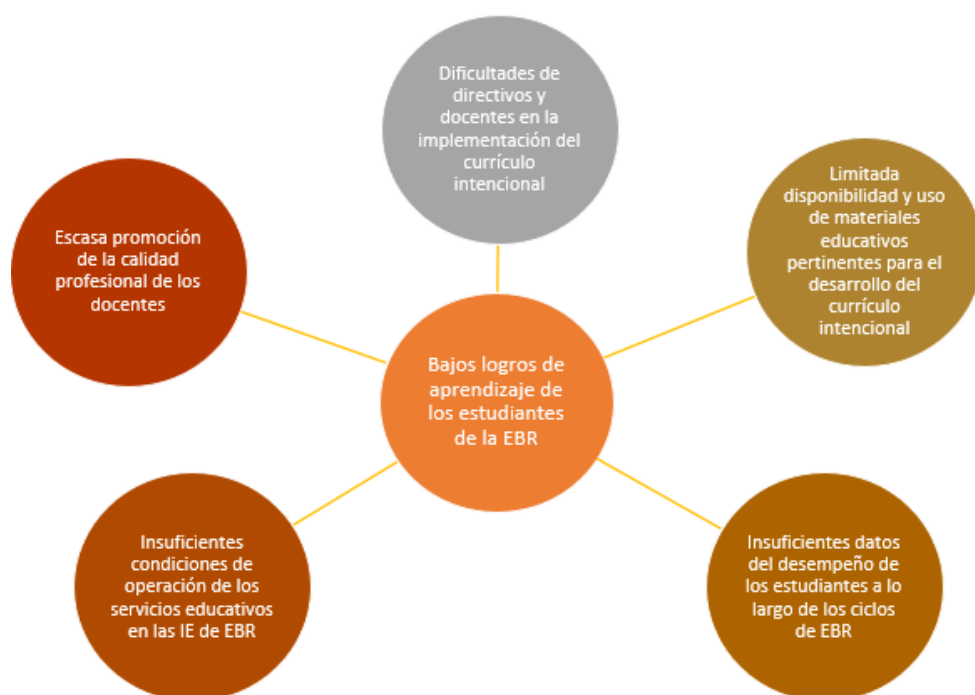 Dificultades de
directivos y
docentes en la
implementación del
currículo
intencional
Escasa promoción
de la calidad
profesional de los
docentes
Limitada
disponibilidad y uso
de materiales
educativos
pertinentes para el
desarrollo del
currículo
intencional
Bajos logros de
aprendizaje de
los estudiantes
de la EBR
Insuficientes
condiciones de
operación de los
servicios educativos
en las IE de EBR
Insuficientes datos
del desempeño de
los estudiantes a lo
largo de los ciclos
de EBR